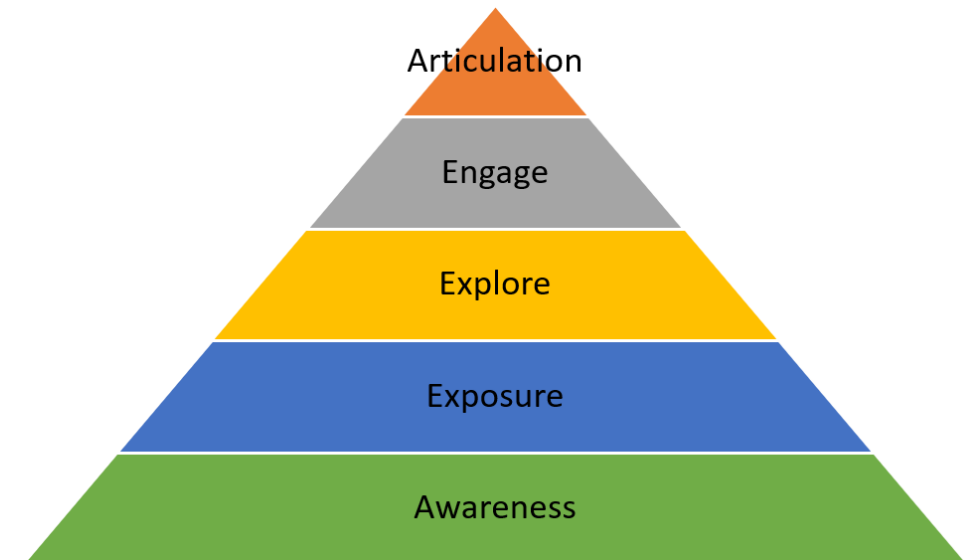 Articulation
Engage
Explore
Exposure
Awareness